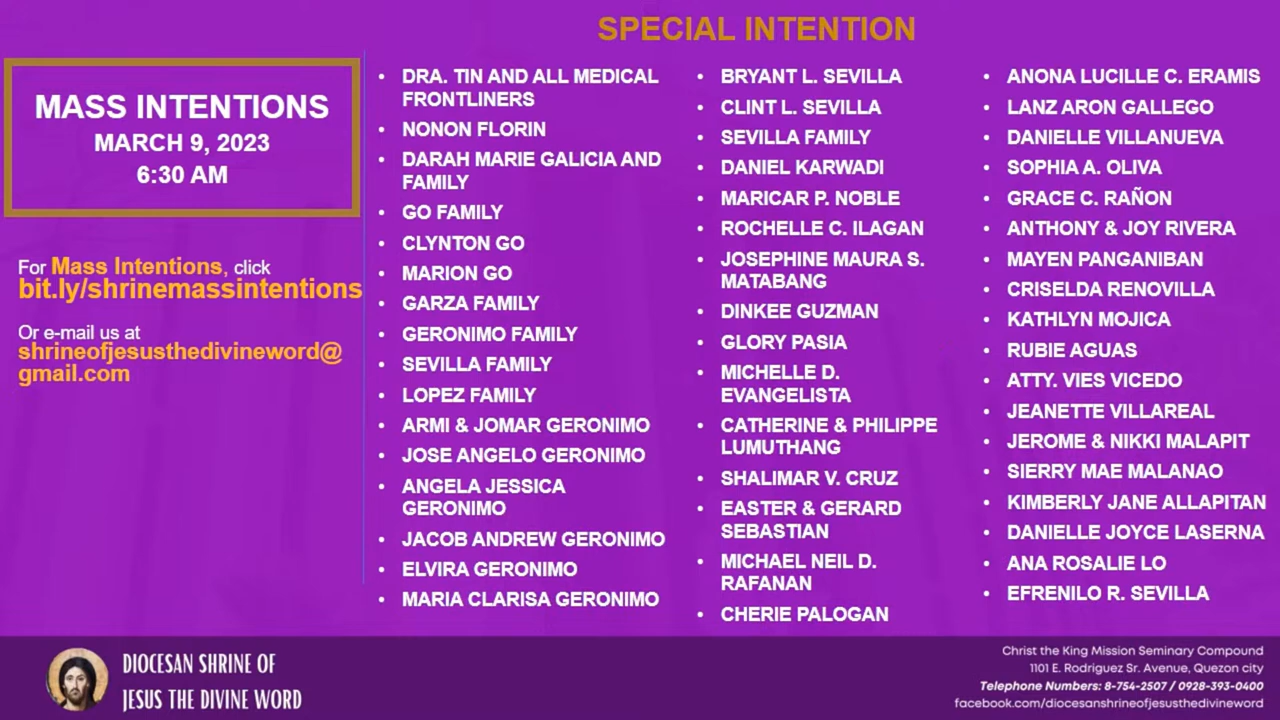 SPECIAL INTENTION
MASS INTENTIONS
MARCH 9, 2023
6:30 AM
For Mass Intentions, click
bit.ly/shrinemassintentions
Or e-mail us at
shrineofjesusthedivineword@
gmail.com
• DRA. TIN AND ALL MEDICAL
FRONTLINERS
• NONON FLORIN
• DARAH MARIE GALICIA AND
FAMILY
• GO FAMILY
• CLYNTON GO
• MARION GO
• GARZA FAMILY
• GERONIMO FAMILY
• SEVILLA FAMILY
• LOPEZ FAMILY
• ARMI & JOMAR GERONIMO
• JOSE ANGELO GERONIMO
• ANGELA JESSICA
GERONIMO
• JACOB ANDREW GERONIMO
• ELVIRA GERONIMO
• MARIA CLARISA GERONIMO
• BRYANT L. SEVILLA
• CLINT L. SEVILLA
• SEVILLA FAMILY
• DANIEL KARWADI
• MARICAR P. NOBLE
• ROCHELLE C. ILAGAN
• JOSEPHINE MAURA S.
MATABANG
• DINKEE GUZMAN
• GLORY PASIA
• MICHELLE D.
EVANGELISTA
• CATHERINE & PHILIPPE
LUMUTHANG
• SHALIMAR V. CRUZ
• EASTER & GERARD
SEBASTIAN
• MICHAEL NEIL D.
RAFANAN
• CHERIE PALOGAN
• ANONA LUCILLE C. ERAMIS
• LANZ ARON GALLEGO
• DANIELLE VILLANUEVA
• SOPHIA A. OLIVA
• GRACE C. RAÑON
• ANTHONY & JOY RIVERA
• MAYEN PANGANIBAN
• CRISELDA RENOVILLA
• KATHLYN MOJICA
• RUBIE AGUAS
• ATTY. VIES VICEDO
• JEANETTE VILLAREAL
• JEROME & NIKKI MALAPIT
• SIERRY MAE MALANAO
• KIMBERLY JANE ALLAPITAN
• DANIELLE JOYCE LASERNA
• ANA ROSALIE LO
• EFRENILO R. SEVILLA
DIOCESAN SHRINE OF
JESUS THE DIVINE WORD
Christ the King Mission Seminary Compound
1101 E. Rodriguez Sr. Avenue, Quezon city
Telephone Numbers: 8-754-2507 / 0928-393-0400
facebook.com/diocesanshrineofjesusthedivineword